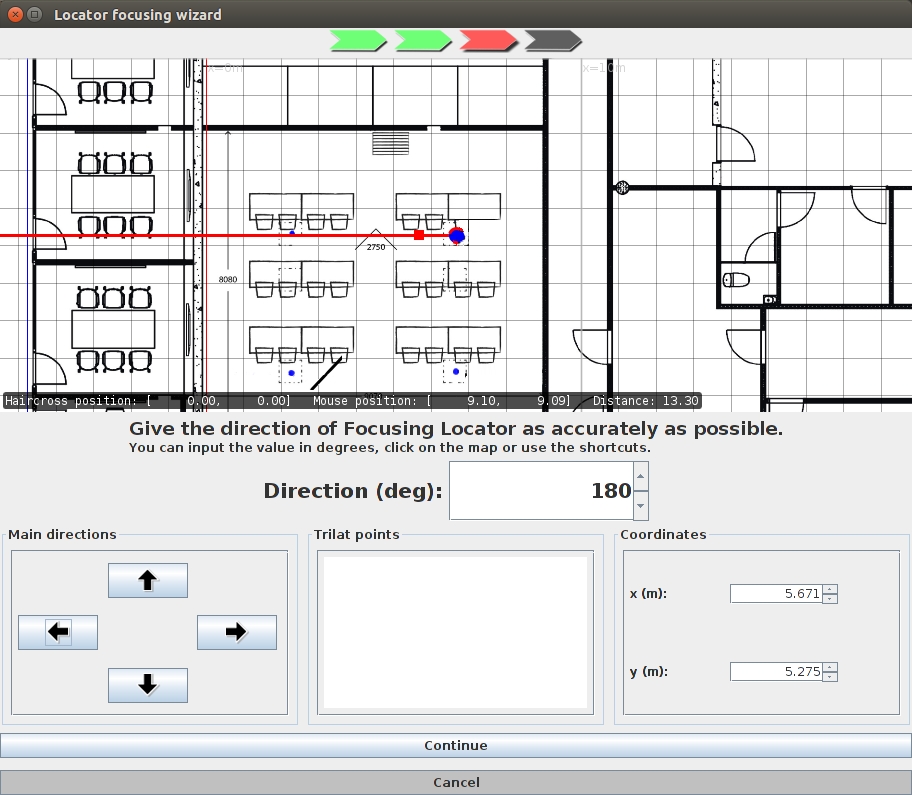 Locator focusing wizard
x=0m x=10m
2750
8080
Haircross position: [ 0.00, 0.00] Mouse position: [ 9.10, 9.09] Distance: 13.30
Give the direction of Focusing Locator as accurately as possible.
You can input the value in degrees, click on the map or use the shortcuts.
Direction (deg): 180
Main directions
Trilat points
Coordinates
x (m): 5.671
y (m): 5.275
Continue
Cancel